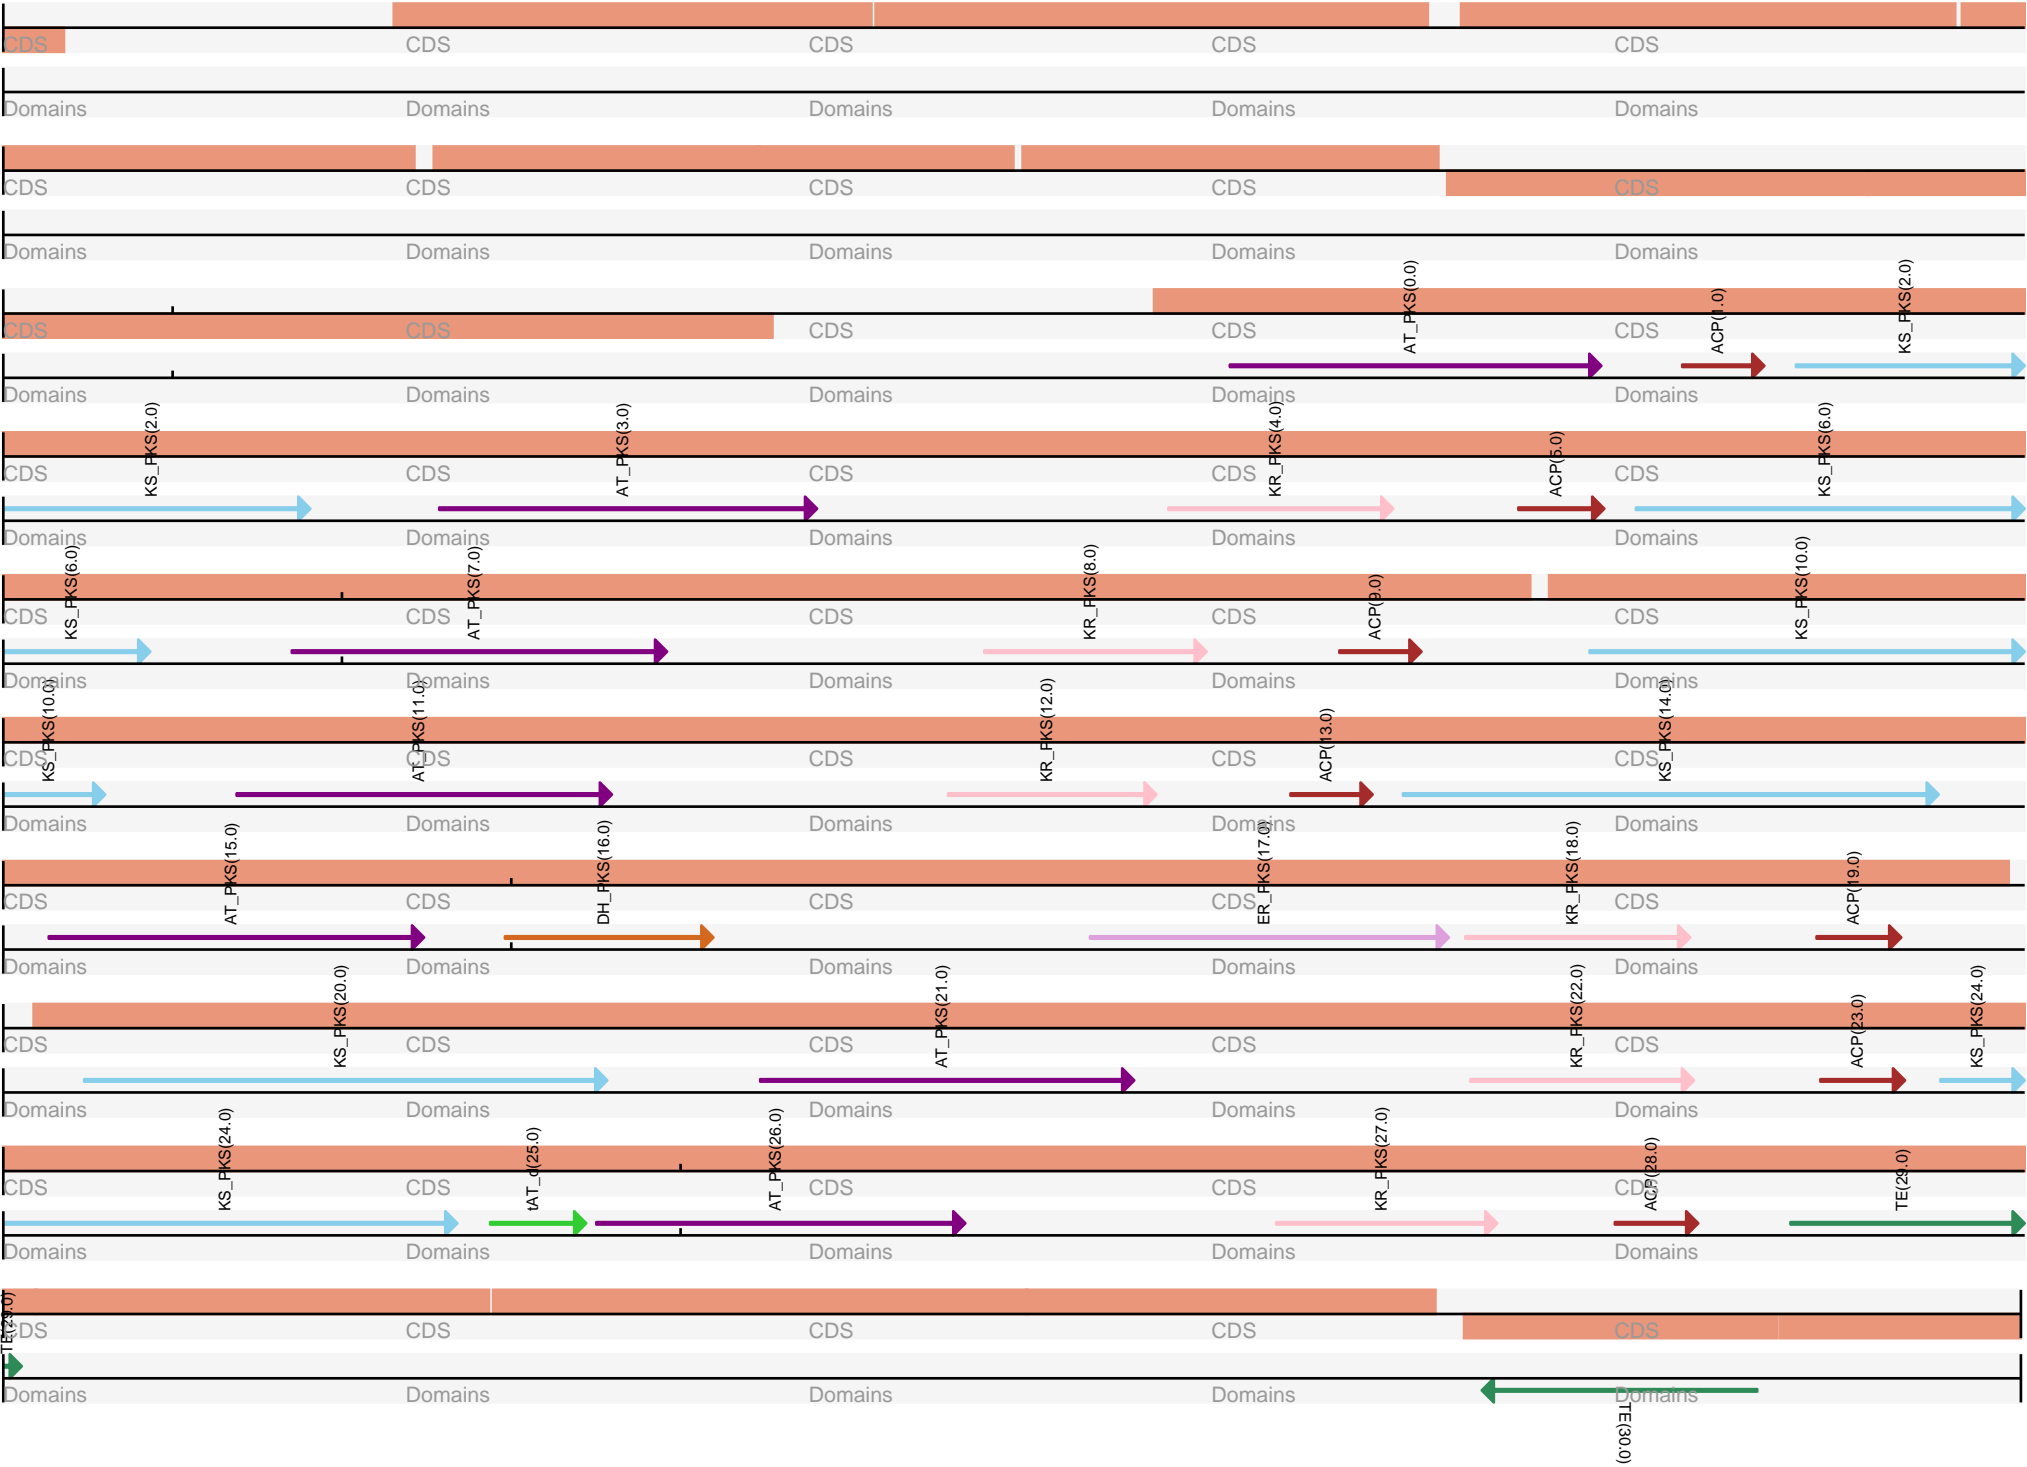 CDS CDS CDS CDS CDS
Domains Domains Domains Domains Domains
CDS CDS CDS CDS CDS
Domains Domains Domains Domains Domains
AT_PKS(0.0) ACP(1.0) KS_PKS(2.0)
CDS CDS CDS CDS CDS
Domains Domains Domains Domains Domains
KS_PKS(2.0) AT_PKS(3.0) KR_PKS(4.0) ACP(5.0) KS_PKS(6.0)
CDS CDS CDS CDS CDS
Domains Domains Domains Domains Domains
KS_PKS(6.0) AT_PKS(7.0) KR_PKS(8.0) ACP(9.0) KS_PKS(10.0)
CDS CDS CDS CDS CDS
Domains Domains Domains Domains Domains
KS_PKS(10.0) AT_PKS(11.0) KR_PKS(12.0) ACP(13.0) KS_PKS(14.0)
CDS CDS CDS CDS CDS
Domains Domains Domains Domains Domains
AT_PKS(15.0) DH_PKS(16.0) ER_PKS(17.0) KR_PKS(18.0) ACP(19.0)
CDS CDS CDS CDS CDS
Domains Domains Domains Domains Domains
KS_PKS(20.0) AT_PKS(21.0) KR_PKS(22.0) ACP(23.0) KS_PKS(24.0)
CDS CDS CDS CDS CDS
Domains Domains Domains Domains Domains
KS_PKS(24.0) tAT_d(25.0) AT_PKS(26.0) KR_PKS(27.0) ACP(28.0) TE(29.0)
CDS CDS CDS CDS CDS
Domains Domains Domains Domains Domains
TE(29.0)
CDS CDS CDS CDS CDS
Domains Domains Domains Domains Domains
TE(30.0)